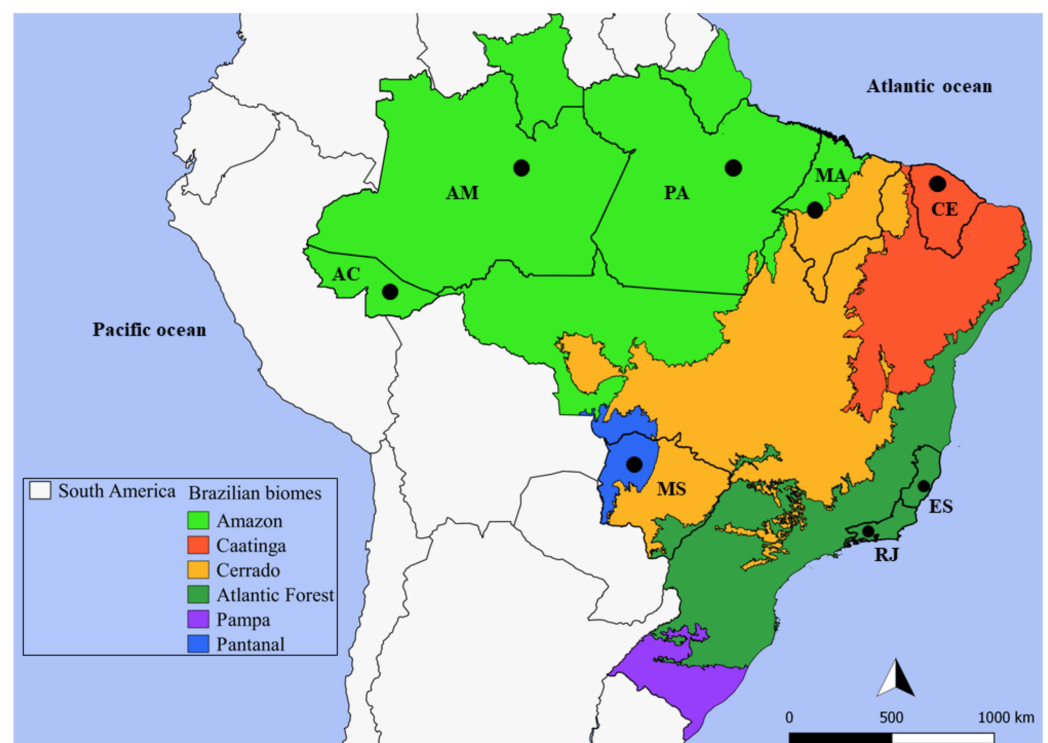 Atlantic ocean
AM
PA
MA
CE
AC
Pacific ocean
MS
ES
RJ
South America
Brazilian biomes
Amazon
Caatinga
Cerrado
Atlantic Forest
Pampa
Pantanal
0 500 1000 km